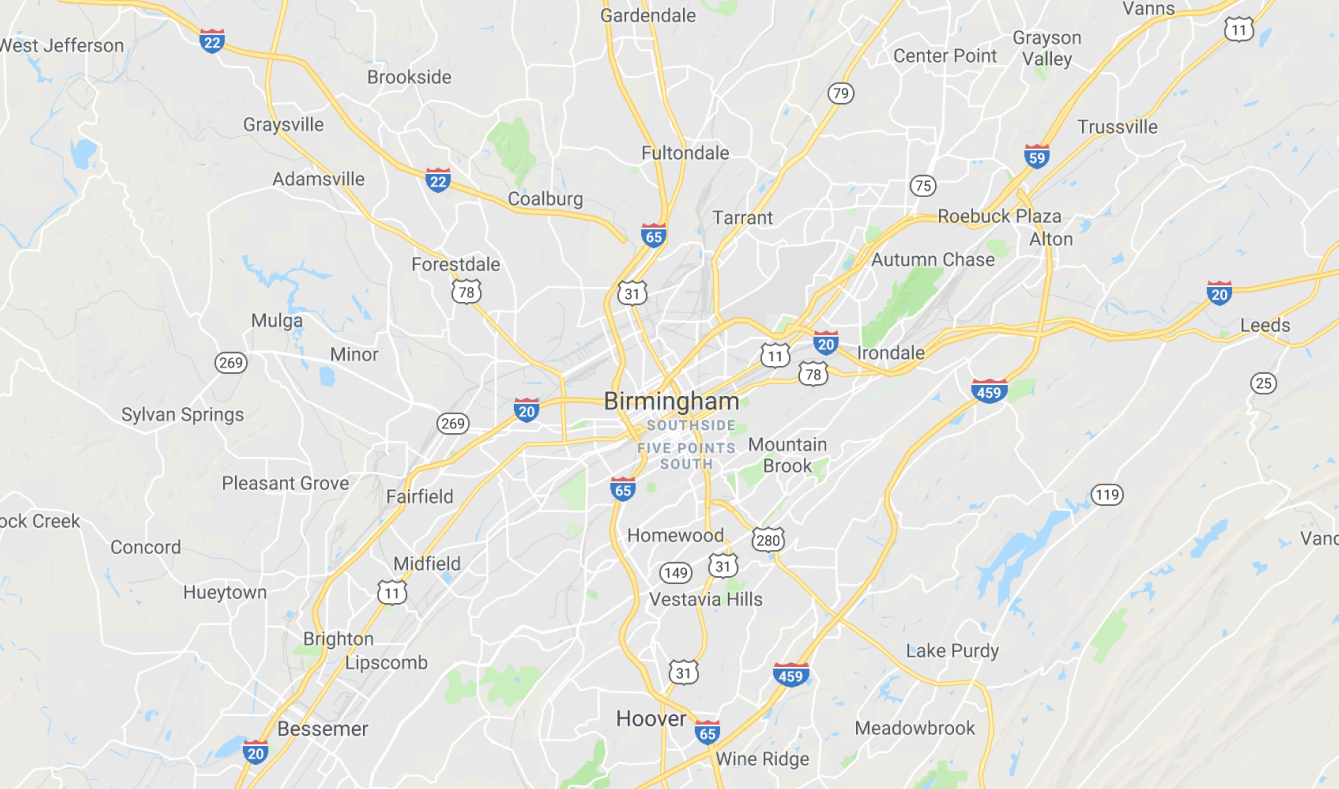 Gardendale
Vanns
22
11
West Jefferson
Grayson
Valley
Center Point
Brookside
79
Graysville
Trussville
Fultondale
59
Adamsville
22
75
Coalburg
Tarrant
Roebuck Plaza
65
Alton
Forestdale
Autumn Chase
78
31
20
Mulga
Leeds
20
Minor
11
Irondale
269
78
25
459
Birmingham
20
Sylvan Springs
269
SOUTHSIDE
FIVE POINTS
SOUTH
Mountain
Brook
Pleasant Grove
65
Fairfield
119
ock Creek
Homewood
280
Vanc
Concord
Midfield
149
31
Hueytown
11
Vestavia Hills
Brighton
Lipscomb
Lake Purdy
31
459
Hoover
Bessemer
65
Meadowbrook
20
Wine Ridge